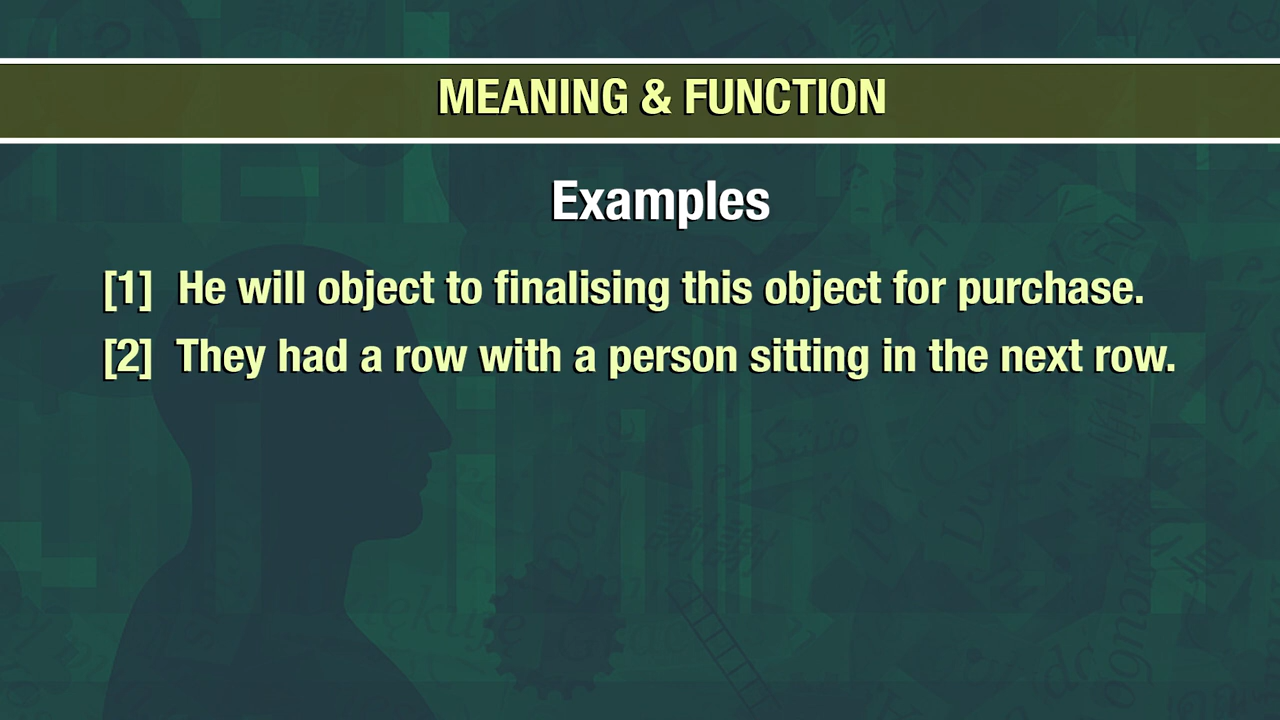 MEANING & FUNCTION
Examples
[1] He will object to finalising this object for purchase.
[2] They had a row with a person sitting in the next row.